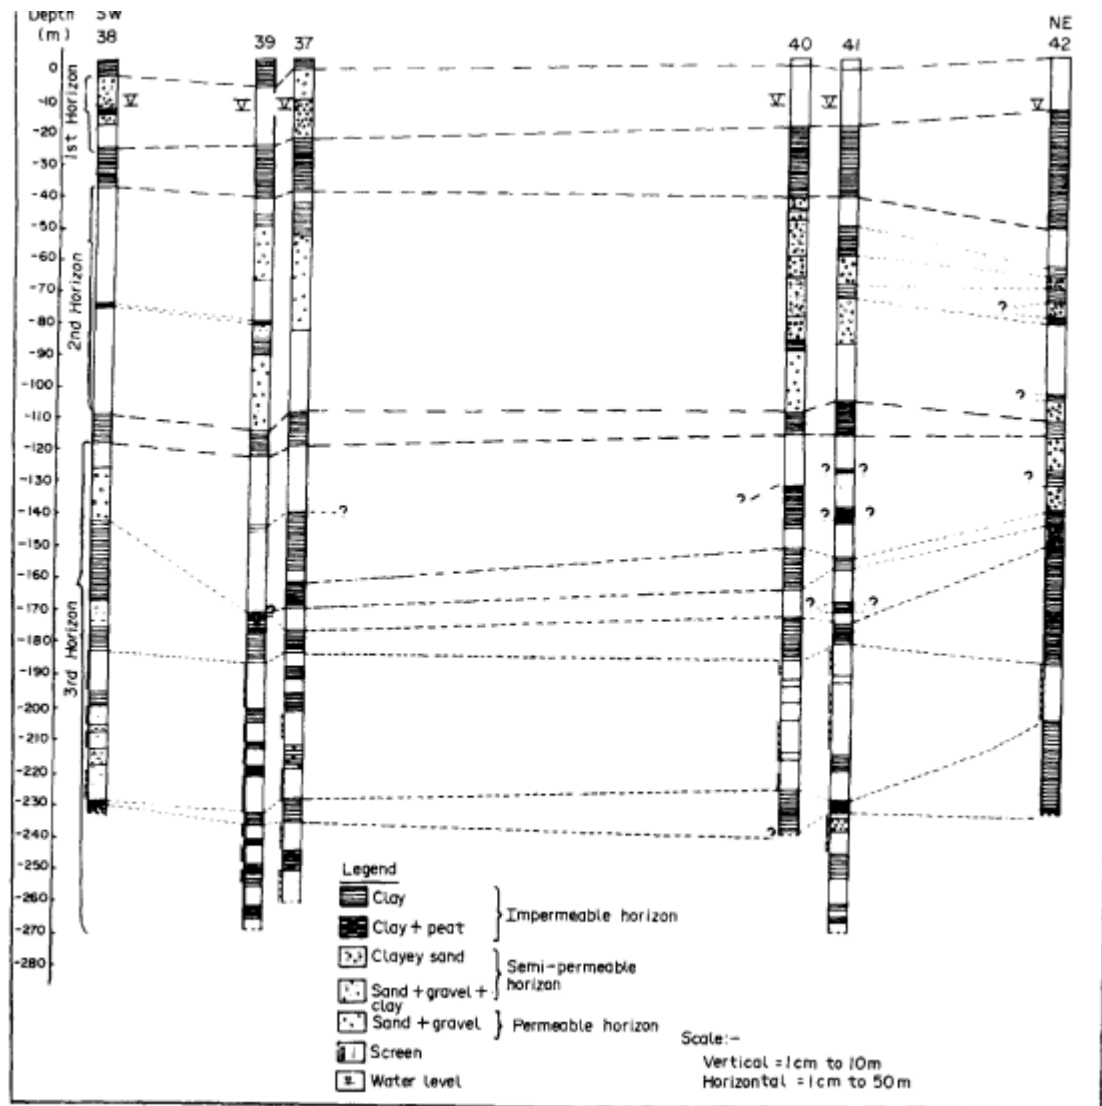 Depth SW NE
(m) 38 39 37 40 41 42
0
-10
-20
-30
-40
-50
-60
-70
-80
-90
-100
-110
-120
-130
-140
-150
-160
-170
-180
-190
-200
-210
-220
-230
-240
-250
-260
-270
-280
1st Horizon
2nd Horizon
3rd Horizon
?
?
?
?
?
?
?
?
?
?
?
?
?
Legend
Clay
Clay + peat
Impermeable horizon
Clayey sand
Sand + gravel +
clay
Semi-permeable
horizon
Sand + gravel
Permeable horizon
Screen
Water level
Scale:-
Vertical = 1cm to 10m
Horizontal = 1cm to 50m